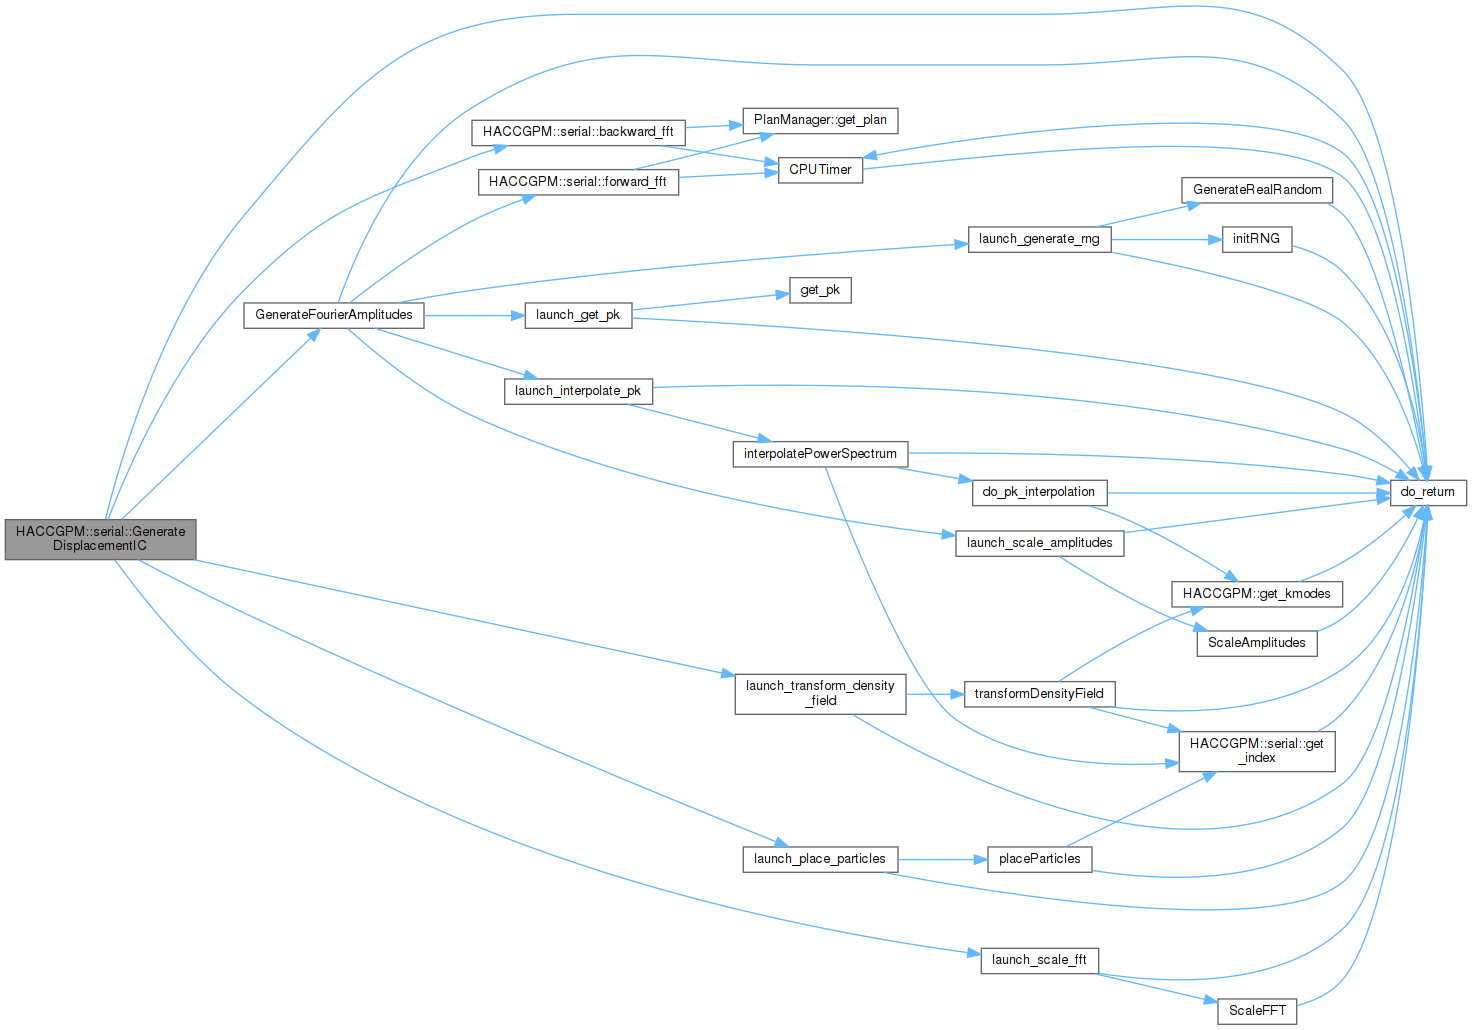 PlanManager::get_plan
HACCGPM::serial::backward_fft
CPUTimer
HACCGPM::serial::forward_fft
GenerateRealRandom
launch_generate_rng
initRNG
get_pk
GenerateFourierAmplitudes
launch_get_pk
launch_interpolate_pk
interpolatePowerSpectrum
do_pk_interpolation
do_return
HACCGPM::serial::Generate
DisplacementIC
launch_scale_amplitudes
HACCGPM::get_kmodes
ScaleAmplitudes
launch_transform_density
_field
transformDensityField
HACCGPM::serial::get
_index
launch_place_particles
placeParticles
launch_scale_fft
ScaleFFT